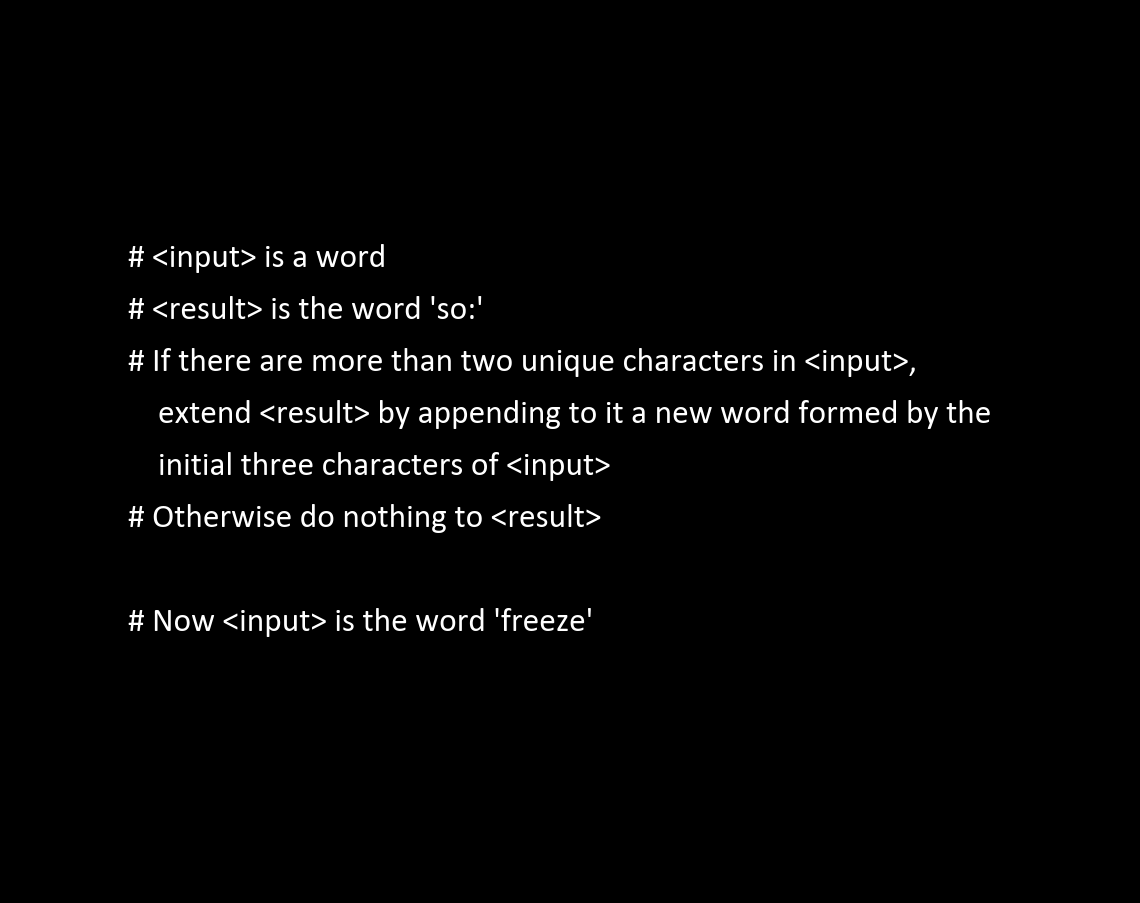 # <input> is a word
# <result> is the word 'so:'
# If there are more than two unique characters in <input>,
extend <result> by appending to it a new word formed by the
initial three characters of <input>
# Otherwise do nothing to <result>
# Now <input> is the word 'freeze'